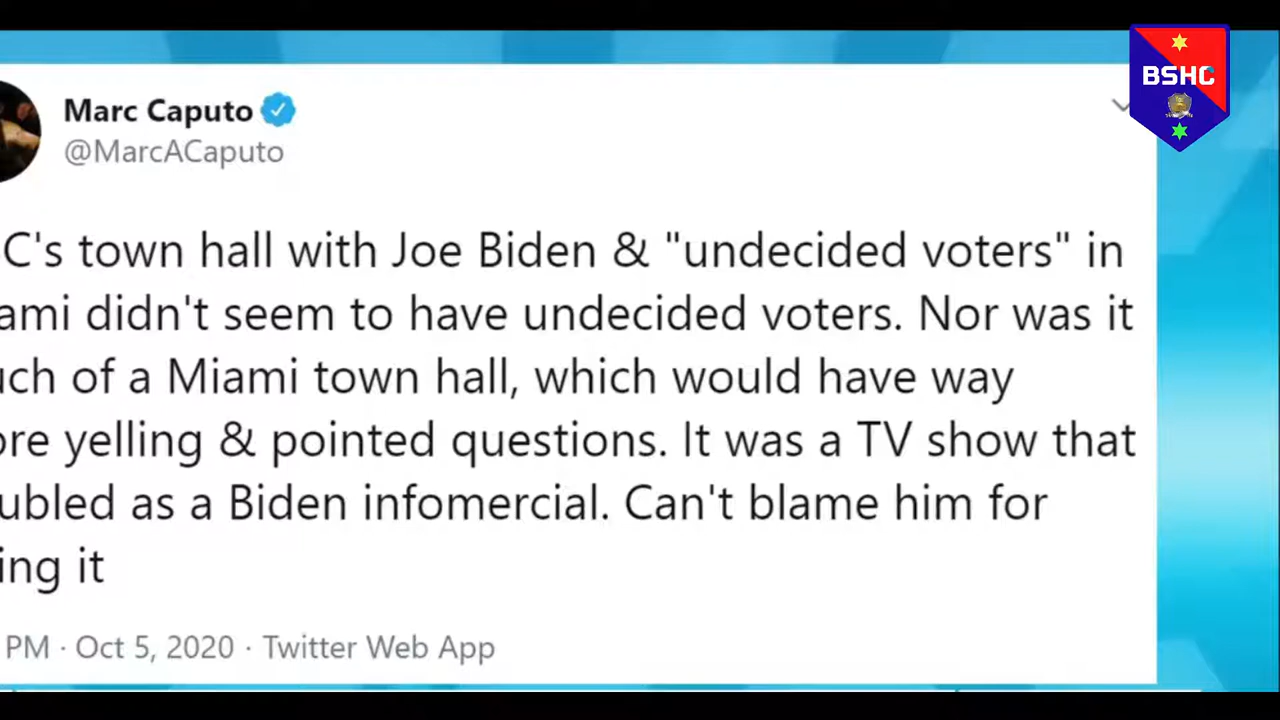 Marc Caputo
@MarcACaputo
BSHC
C's town hall with Joe Biden & "undecided voters" in
ami didn't seem to have undecided voters. Nor was it
uch of a Miami town hall, which would have way
ore yelling & pointed questions. It was a TV show that
ubled as a Biden infomercial. Can't blame him for
ing it
PM · Oct 5, 2020 · Twitter Web App